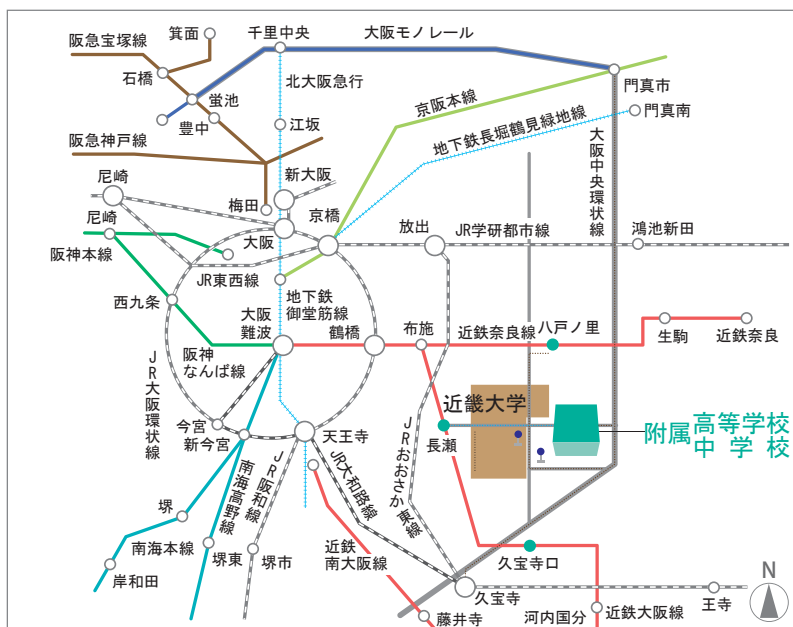 阪急宝塚線
箕面
千里中央
大阪モノレール
石橋
北大阪急行
蛍池
門真市
京阪本線
門真南
豊中
江坂
地下鉄長堀鶴見緑地線
阪急神戸線
大阪中央環状線
尼崎
新大阪
梅田
京橋
尼崎
放出
大阪
JR学研都市線
鴻池新田
阪神本線
JR東西線
西九条
地下鉄
御堂筋線
大阪
難波
鶴橋
布施
近鉄奈良線
八戸ノ里
生駒
近鉄奈良
阪神
なんば線
JR大阪環状線
近畿大学
附属
高等学校
中学校
今宮
新今宮
天王寺
長瀬
JRおおさか東線
JR大和路線
JR阪和線
南海高野線
堺
南海本線
堺東
堺市
岸和田
近鉄
南大阪線
久宝寺口
久宝寺
藤井寺
河内国分
近鉄大阪線
王寺
N